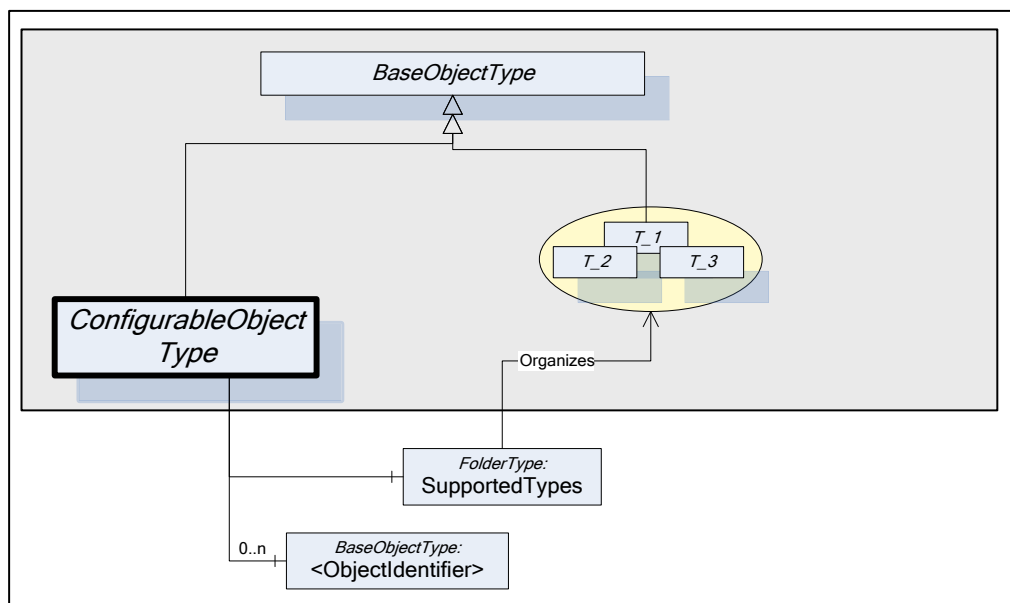 BaseObjectType
T_1
T_2
T_3
ConfigurableObject
Type
Organizes
FolderType:
SupportedTypes
0..n
BaseObjectType:
<ObjectIdentifier>